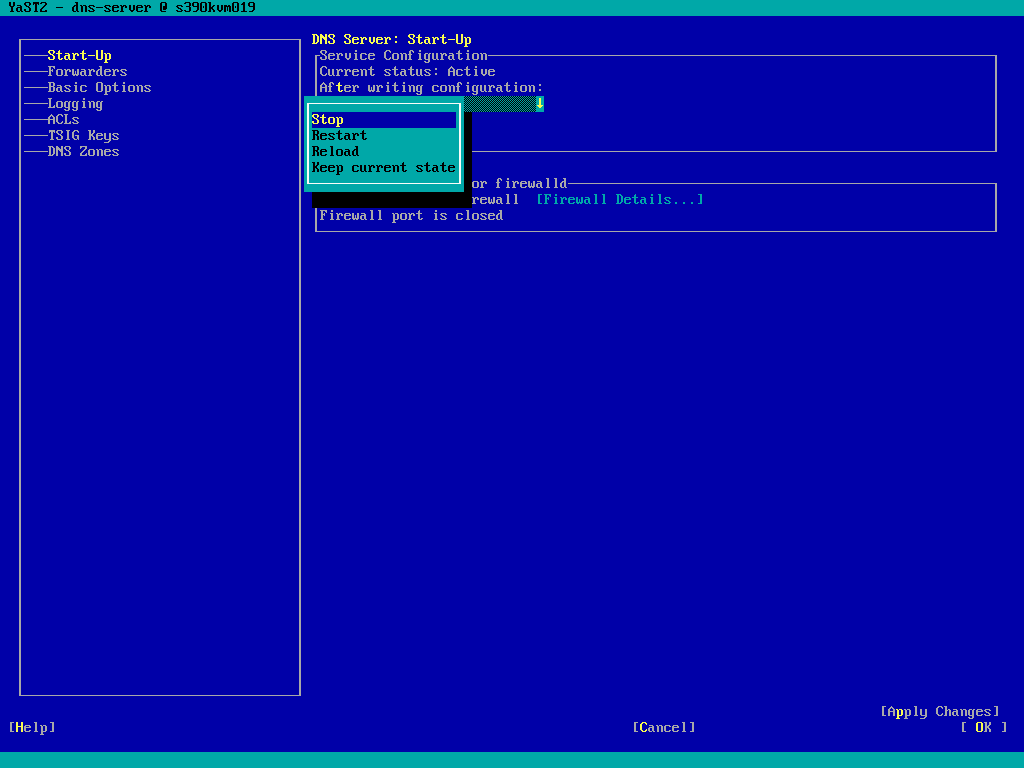 YaST2 - dns-server @ s390kvm019
DNS Server: Start-Up
Start-Up
Forwarders
Basic Options
Logging
ACLs
TSIG Keys
DNS Zones
Service Configuration
Current status: Active
After writing configuration:
↓
Stop
Restart
Reload
Keep current state
or firewalld
rewall [Firewall Details...]
Firewall port is closed
[Apply Changes]
[Help]
[Cancel]
[ OK ]